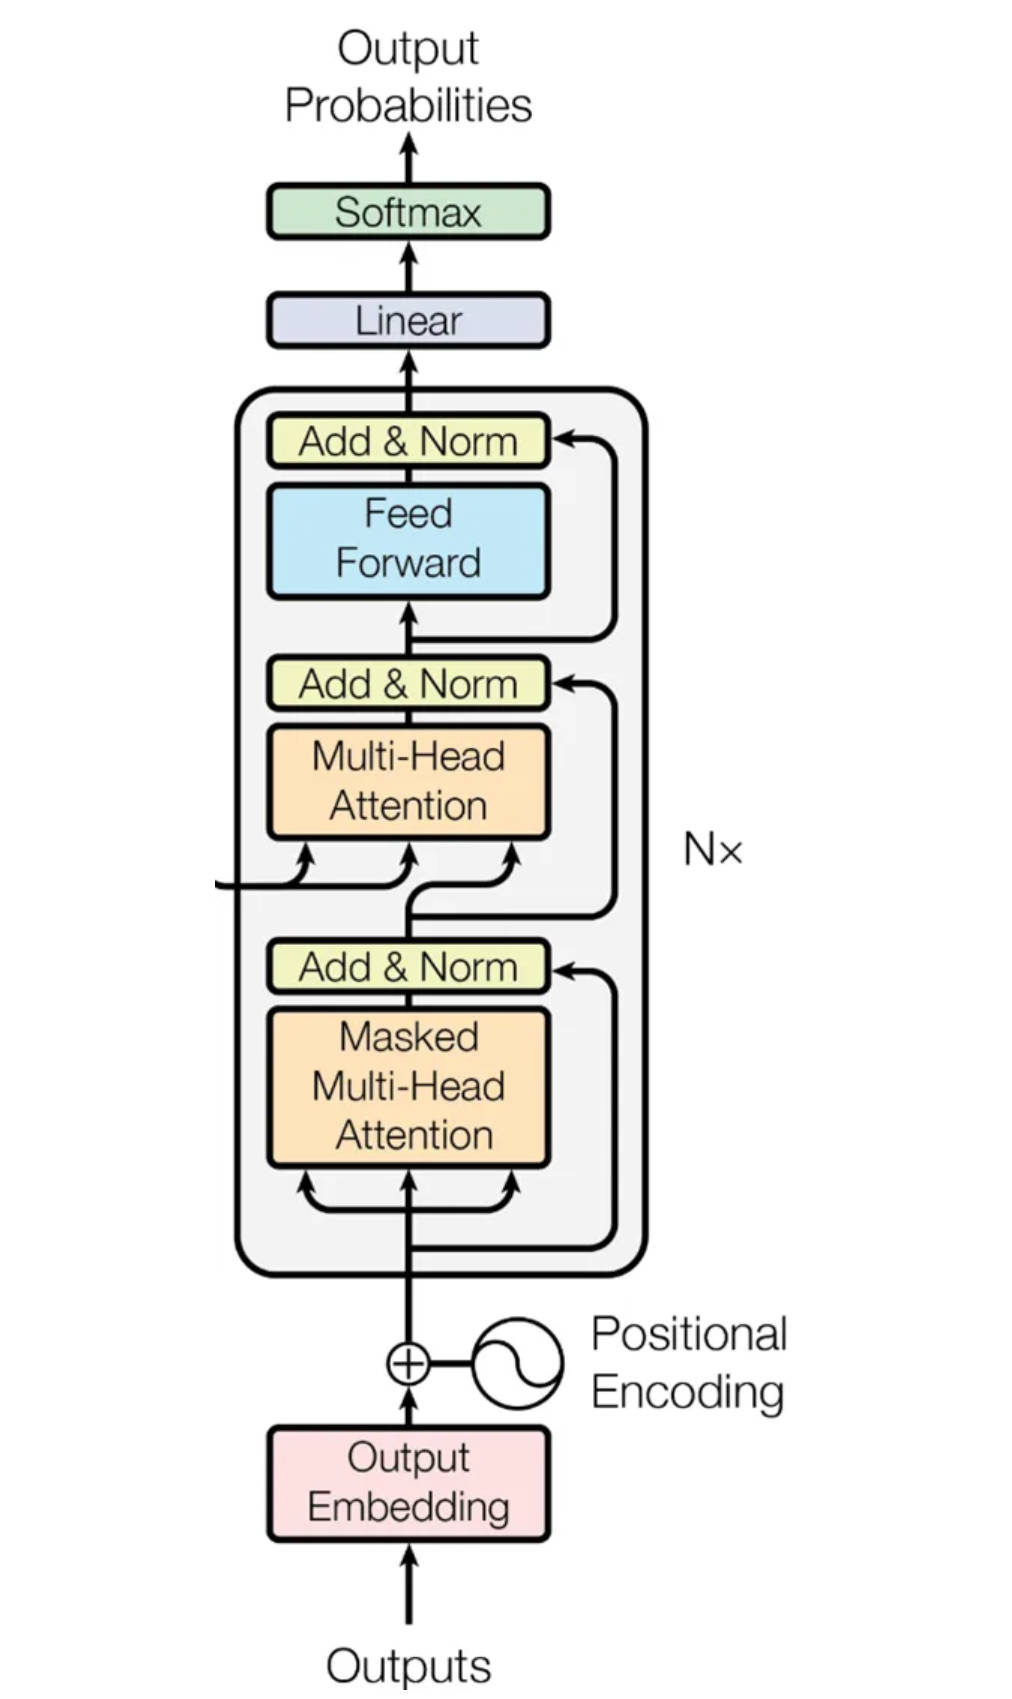 Output
Probabilities
Softmax
Linear
Add & Norm
Feed
Forward
Add & Norm
Multi-Head
Attention
N×
Add & Norm
Masked
Multi-Head
Attention
Positional
Encoding
Output
Embedding
Outputs